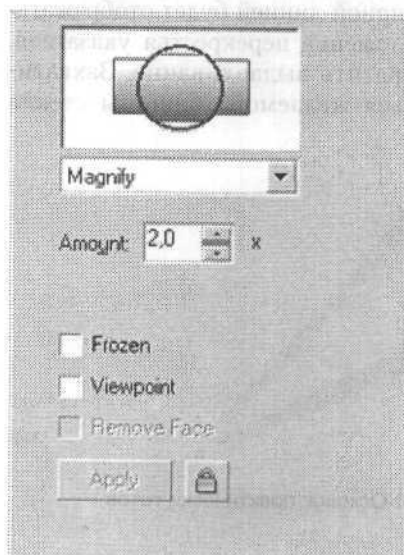 Magnify
Amount: 2,0 x
Frozen
Viewpoint
Remove Face
Apply